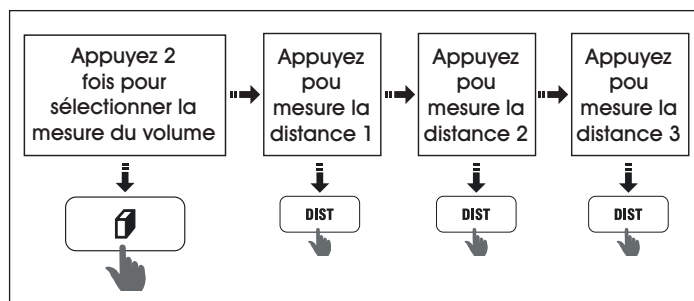 Appuyez 2
fois pour
sélectionner la
mesure du volume
Appuyez
pou
mesure la
distance 1
Appuyez
pou
mesure la
distance 2
Appuyez
pou
mesure la
distance 3
DIST
DIST
DIST